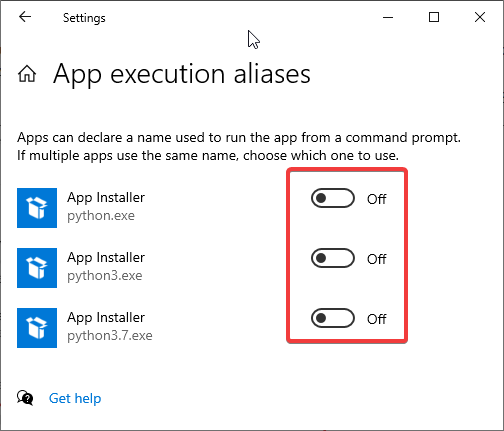 Settings
App execution aliases
Apps can declare a name used to run the app from a command prompt.
If multiple apps use the same name, choose which one to use.
App Installer
python.exe
Off
App Installer
python3.exe
Off
App Installer
python3.7.exe
Off
Get help